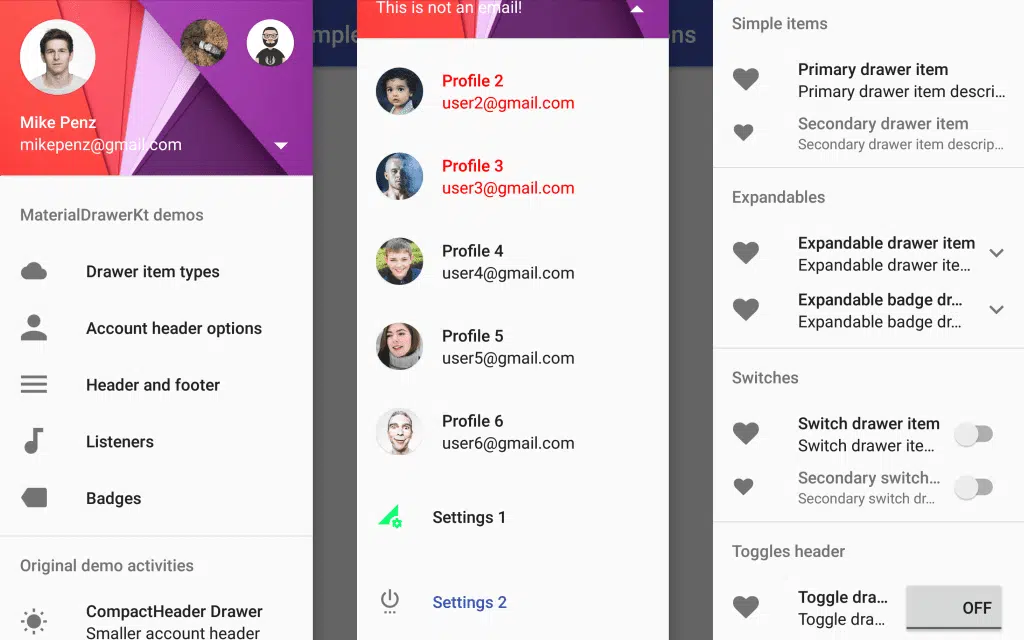 Mike Penz
mikepenz@gmail.com
MaterialDrawerKt demos
Drawer item types
Account header options
Header and footer
Listeners
Badges
Original demo activities
CompactHeader Drawer
Smaller account header
This is not an email!
Profile 2
user2@gmail.com
Profile 3
user3@gmail.com
Profile 4
user4@gmail.com
Profile 5
user5@gmail.com
Profile 6
user6@gmail.com
Settings 1
Settings 2
Simple items
Primary drawer item
Primary drawer item descri...
Secondary drawer item
Secondary drawer item descrip...
Expandables
Expandable drawer item
Expandable drawer ite...
Expandable badge dr...
Expandable badge dr...
Switches
Switch drawer item
Switch drawer ite...
Secondary switch...
Secondary switch dr...
Toggles header
Toggle dra...
Toggle dra...
OFF